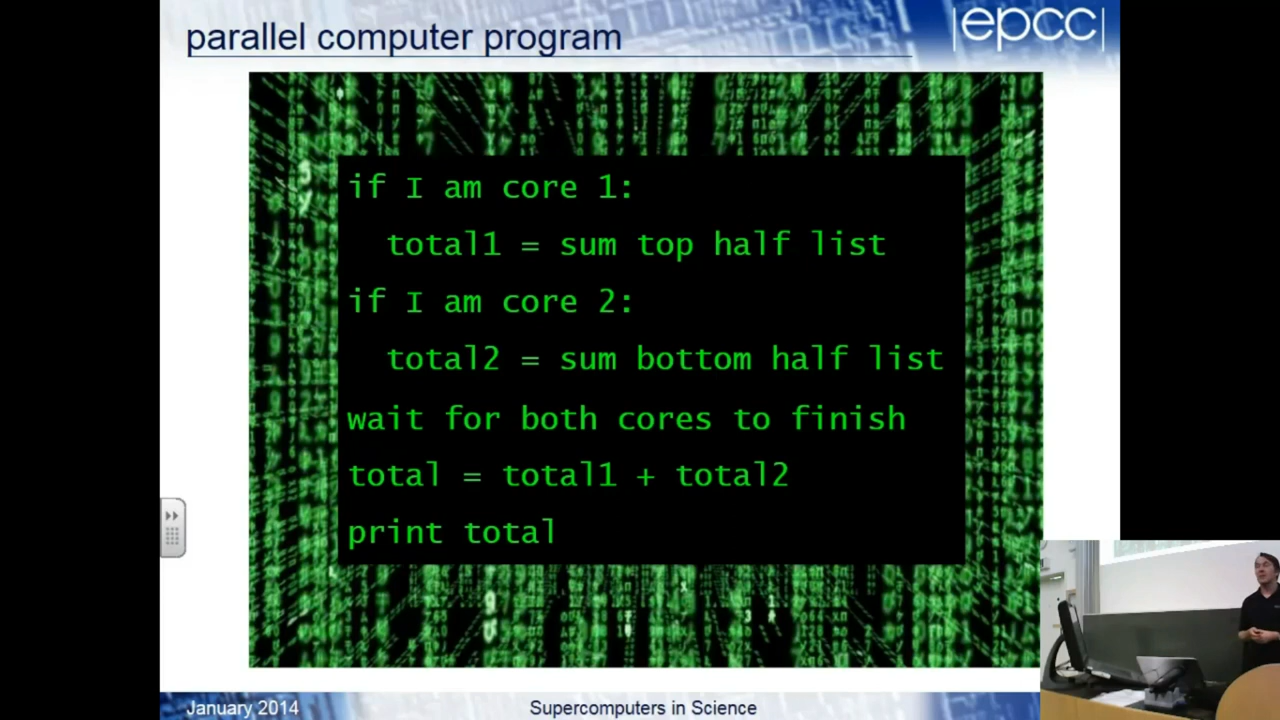 parallel computer program
|epcc|
if I am core 1:
total1 = sum top half list
if I am core 2:
total2 = sum bottom half list
wait for both cores to finish
total = total1 + total2
print total
January 2014
Supercomputers in Science